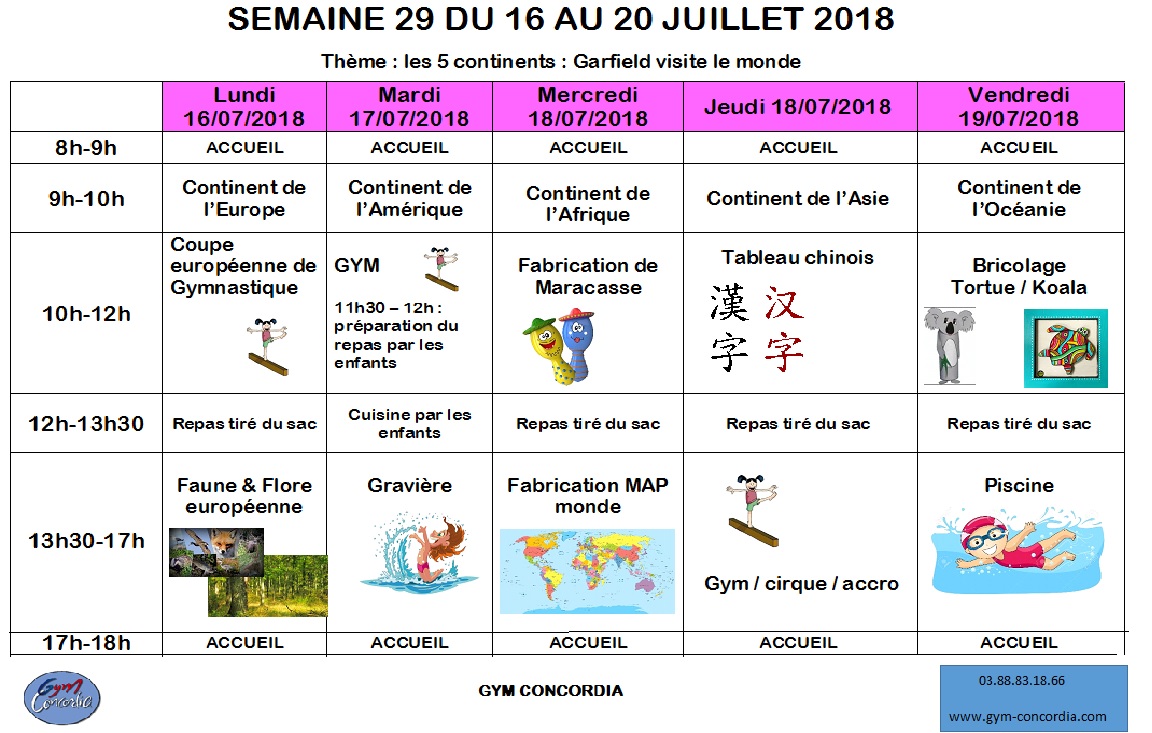 SEMAINE 29 DU 16 AU 20 JUILLET 2018
Thème : les 5 continents : Garfield visite le monde
Lundi
16/07/2018
Mardi
17/07/2018
Mercredi
18/07/2018
Jeudi 18/07/2018
Vendredi
19/07/2018
8h-9h
ACCUEIL
ACCUEIL
ACCUEIL
ACCUEIL
ACCUEIL
9h-10h
Continent de
l’Europe
Continent de
l’Amérique
Continent de
l’Afrique
Continent de l’Asie
Continent de
l’Océanie
10h-12h
Coupe
européenne de
Gymnastique
GYM
11h30 – 12h :
préparation du
repas par les
enfants
Fabrication de
Maracasse
Tableau chinois
漢 汉
字 字
Bricolage
Tortue / Koala
12h-13h30
Repas tiré du sac
Cuisine par les
enfants
Repas tiré du sac
Repas tiré du sac
Repas tiré du sac
13h30-17h
Faune & Flore
européenne
Gravière
Fabrication MAP
monde
Gym / cirque / accro
Piscine
17h-18h
ACCUEIL
ACCUEIL
ACCUEIL
ACCUEIL
ACCUEIL
Gym
Concordia
GYM CONCORDIA
03.88.83.18.66
www.gym-concordia.com